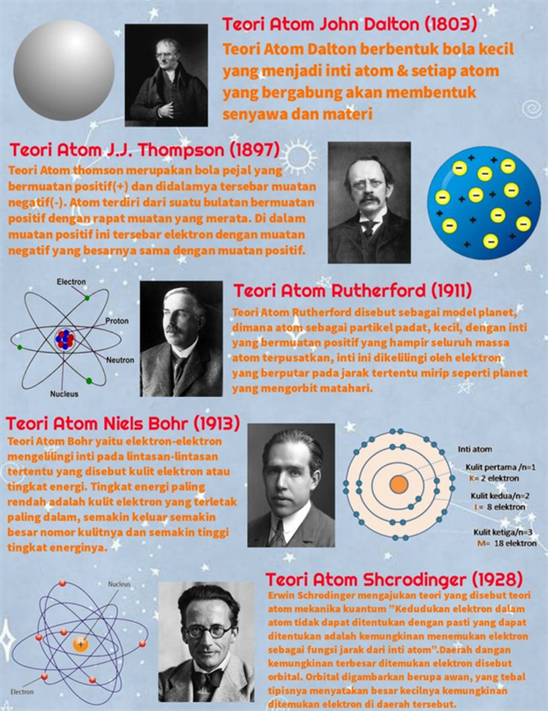 Teori Atom John Dalton (1803)
Teori Atom Dalton berbentuk bola kecil
yang menjadi inti atom & setiap atom
yang bergabung akan membentuk
senyawa dan materi
Teori Atom J.J. Thompson (1897)
Teori Atom thomson merupakan bola pejal yang
bermuatan positif(+) dan didalamya tersebar muatan
negatif(-). Atom terdiri dari suatu bulatan bermuatan
positif dengan rapat muatan yang merata. Di dalam
muatan positif ini tersebar elektron dengan muatan
negatif yang besarnya sama dengan muatan positif.
Teori Atom Rutherford (1911)
Teori Atom Rutherford disebut sebagai model planet,
dimana atom sebagai partikel padat, kecil, dengan inti
yang bermuatan positif yang hampir seluruh massa
atom terpusatkan, inti ini dikelilingi oleh elektron
yang berputar pada jarak tertentu mirip seperti planet
yang mengorbit matahari.
Electron
Proton
Neutron
Nucleus
Teori Atom Niels Bohr (1913)
Teori Atom Bohr yaitu elektron-elektron
mengelilingi inti pada lintasan-lintasan
tertentu yang disebut kulit elektron atau
tingkat energi. Tingkat energi paling
rendah adalah kulit elektron yang terletak
paling dalam, semakin keluar semakin
besar nomor kulitnya dan semakin tinggi
tingkat energinya.
Inti atom
Kulit pertama /n=1
K= 2 elektron
Kulit kedua/n=2
L= 8 elektron
Kulit ketiga/n=3
M= 18 elektron
Teori Atom Shcrodinger (1928)
Erwin Schrodinger mengajukan teori yang disebut teori
atom mekanika kuantum "Kedudukan elektron dalam
atom tidak dapat ditentukan dengan pasti yang dapat
ditentukan adalah kemungkinan menemukan elektron
sebagai fungsi jarak dari inti atom".Daerah dangan
kemungkinan terbesar ditemukan elektron disebut
orbital. Orbital digambarkan berupa awan, yang tebal
tipisnya menyatakan besar kecilnya kemungkinan
ditemukan elektron di daerah tersebut.
Nucleus
+
Electron